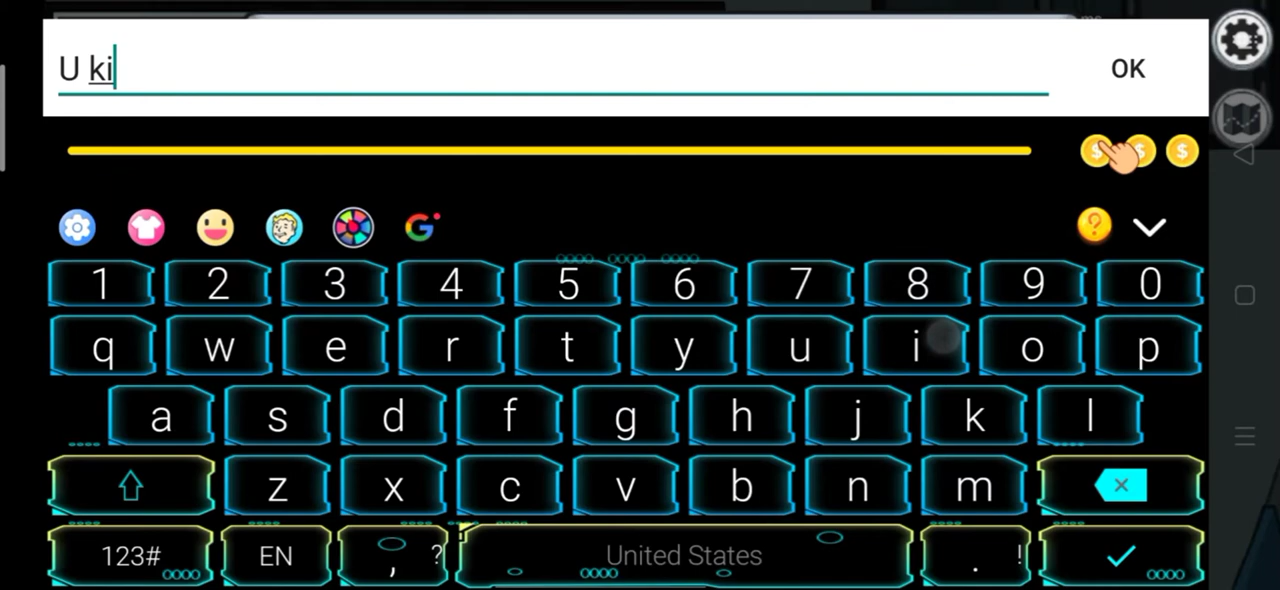 U ki
OK
1 2 3 4 5 6 7 8 9 0
q w e r t y u i o p
a s d f g h j k l
z x c v b n m
123# EN , ? United States . !